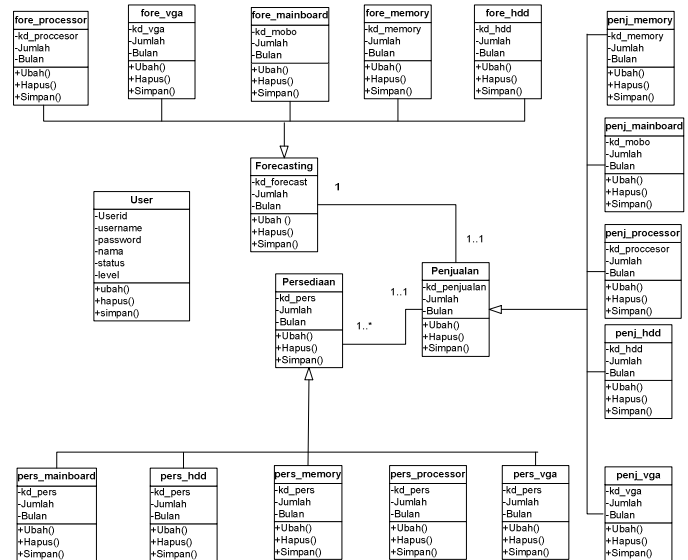 fore_processor
-kd_proccesor
-Jumlah
-Bulan
+Ubah()
+Hapus()
+Simpan()
fore_vga
-kd_vga
-Jumlah
-Bulan
+Ubah()
+Hapus()
+Simpan()
fore_mainboard
-kd_mobo
-Jumlah
-Bulan
+Ubah()
+Hapus()
+Simpan()
fore_memory
-kd_memory
-Jumlah
-Bulan
+Ubah()
+Hapus()
+Simpan()
fore_hdd
-kd_hdd
-Jumlah
-Bulan
+Ubah()
+Hapus()
+Simpan()
penj_memory
-kd_memory
-Jumlah
-Bulan
+Ubah()
+Hapus()
+Simpan()
penj_mainboard
-kd_mobo
-Jumlah
-Bulan
+Ubah()
+Hapus()
+Simpan()
Forecasting
-kd_forecast
-Jumlah
-Bulan
+Ubah ()
+Hapus()
+Simpan()
1
1..1
User
-Userid
-username
-password
-nama
-status
-level
+ubah()
+hapus()
+simpan()
penj_processor
-kd_proccesor
-Jumlah
-Bulan
+Ubah()
+Hapus()
+Simpan()
Persediaan
-kd_pers
-Jumlah
-Bulan
+Ubah()
+Hapus()
+Simpan()
1..1
1..*
Penjualan
-kd_penjualan
-Jumlah
-Bulan
+Ubah()
+Hapus()
+Simpan()
penj_hdd
-kd_hdd
-Jumlah
-Bulan
+Ubah()
+Hapus()
+Simpan()
pers_mainboard
-kd_pers
-Jumlah
-Bulan
+Ubah()
+Hapus()
+Simpan()
pers_hdd
-kd_pers
-Jumlah
-Bulan
+Ubah()
+Hapus()
+Simpan()
pers_memory
-kd_pers
-Jumlah
-Bulan
+Ubah()
+Hapus()
+Simpan()
pers_processor
-kd_pers
-Jumlah
-Bulan
+Ubah()
+Hapus()
+Simpan()
pers_vga
-kd_pers
-Jumlah
-Bulan
+Ubah()
+Hapus()
+Simpan()
penj_vga
-kd_vga
-Jumlah
-Bulan
+Ubah()
+Hapus()
+Simpan()